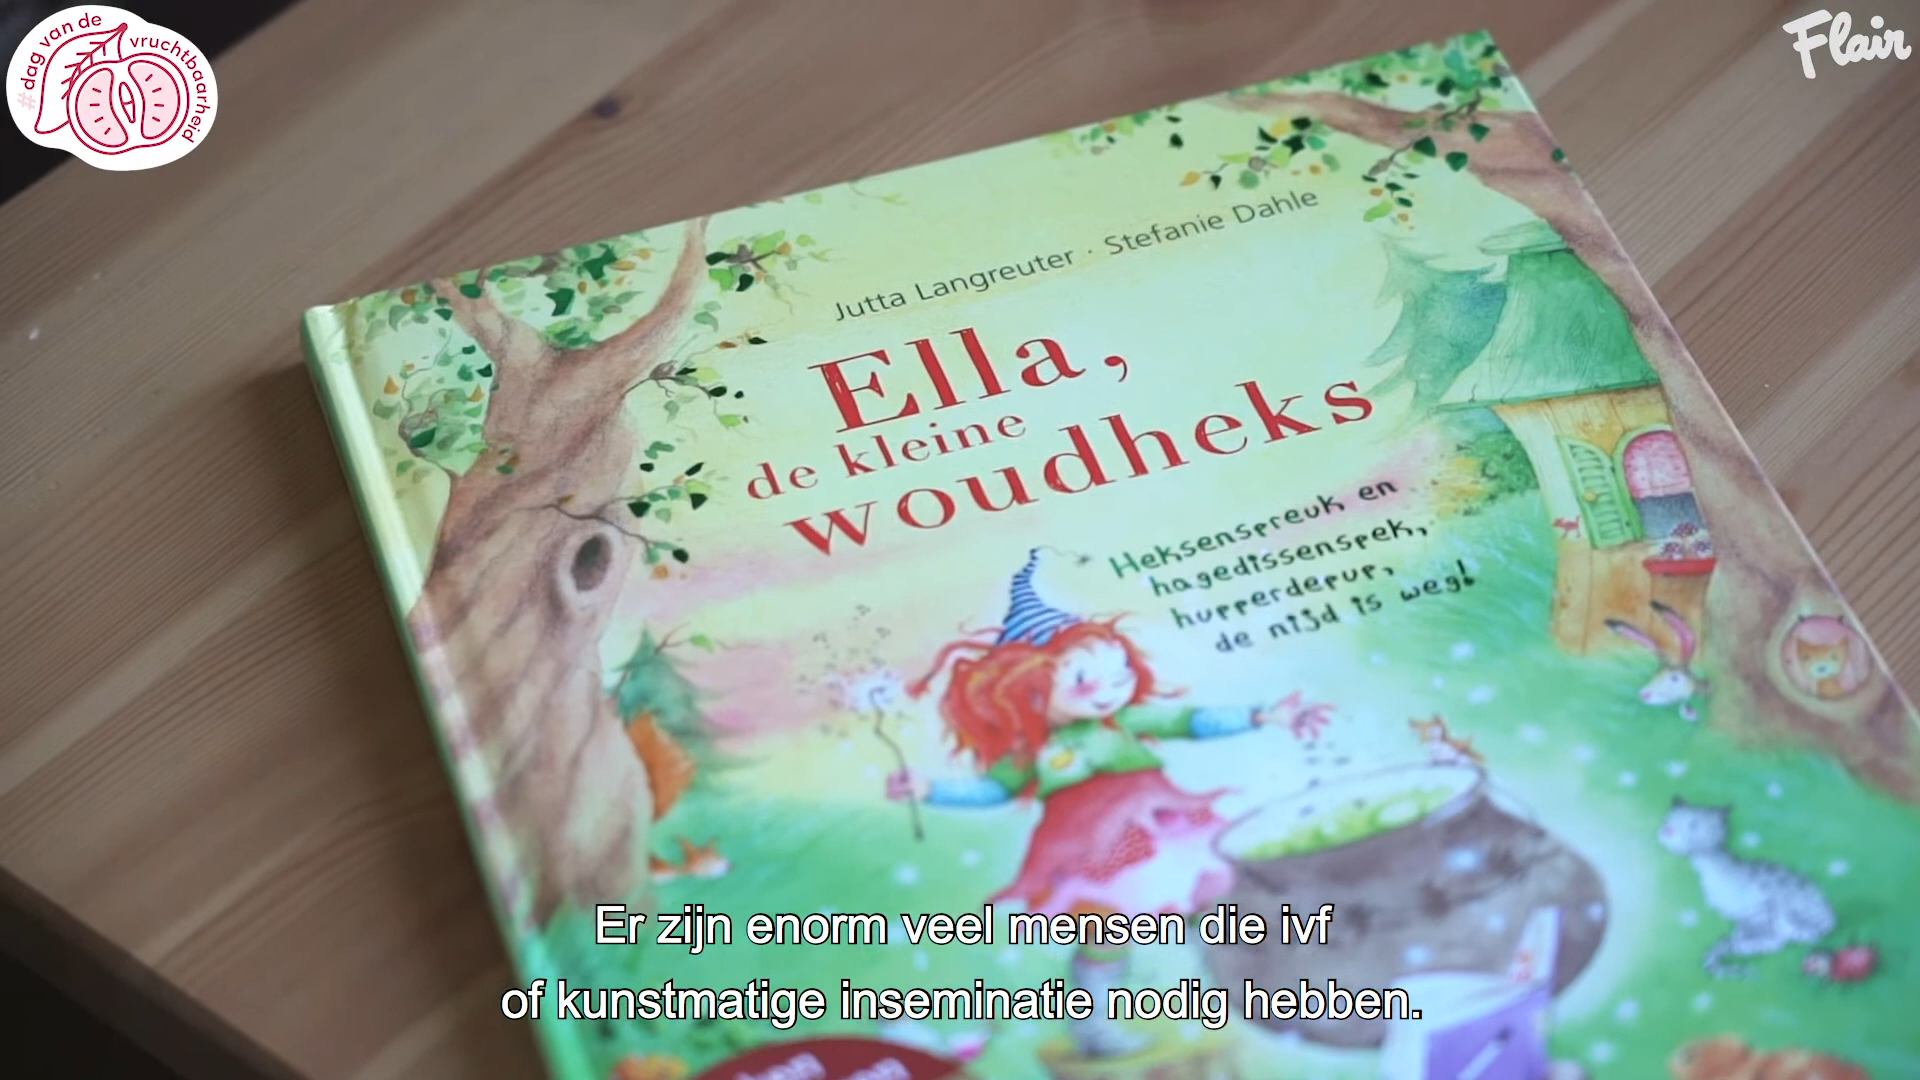 #dag van de
vruchtbaarheid
Flair
Jutta Langreuter · Stefanie Dahle
Ella,
de kleine
woudheks
Heksenspreuk en
hagedissenspek,
hupperdepup,
de nijd is weg!
Er zijn enorm veel mensen die ivf
of kunstmatige inseminatie nodig hebben.